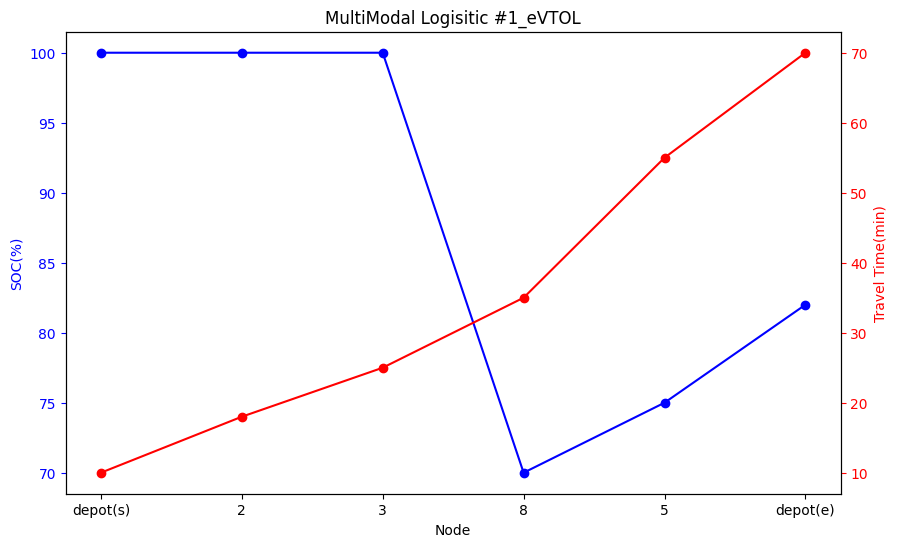 MultiModal Logisitic #1_eVTOL
100
95
90
85
80
75
70
SOC(%)
70
60
50
40
30
20
10
Travel Time(min)
depot(s) 2 3 8 5 depot(e)
Node